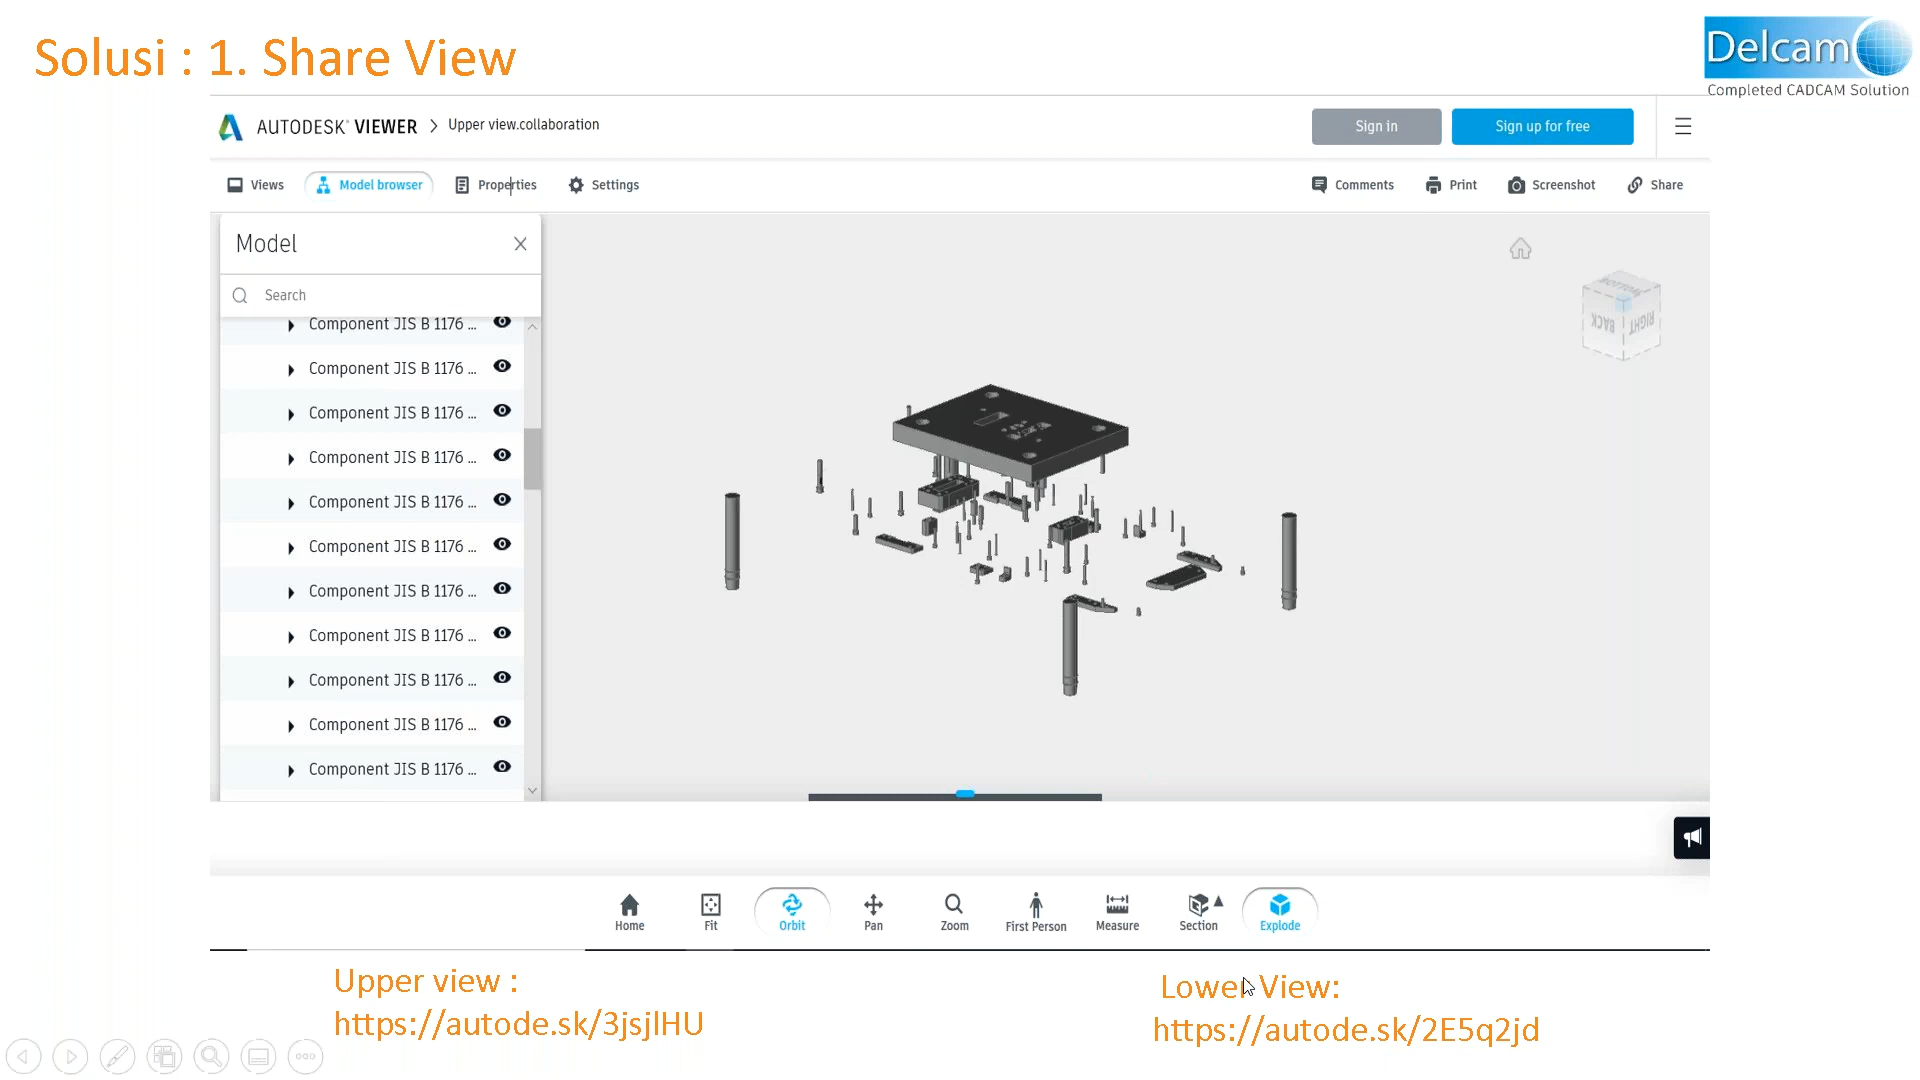 Solusi : 1. Share View
Delcam
Completed CADCAM Solution
AUTODESK® VIEWER > Upper view.collaboration
Sign in
Sign up for free
Views
Model browser
Properties
Settings
Comments
Print
Screenshot
Share
Model
Search
Component JIS B 1176 ...
Component JIS B 1176 ...
Component JIS B 1176 ...
Component JIS B 1176 ...
Component JIS B 1176 ...
Component JIS B 1176 ...
Component JIS B 1176 ...
Component JIS B 1176 ...
Component JIS B 1176 ...
Component JIS B 1176 ...
Component JIS B 1176 ...
BOTTOM
BACK
RIGHT
Home
Fit
Orbit
Pan
Zoom
First Person
Measure
Section
Explode
Upper view :
https://autode.sk/3jsjlHU
Lower View:
https://autode.sk/2E5q2jd